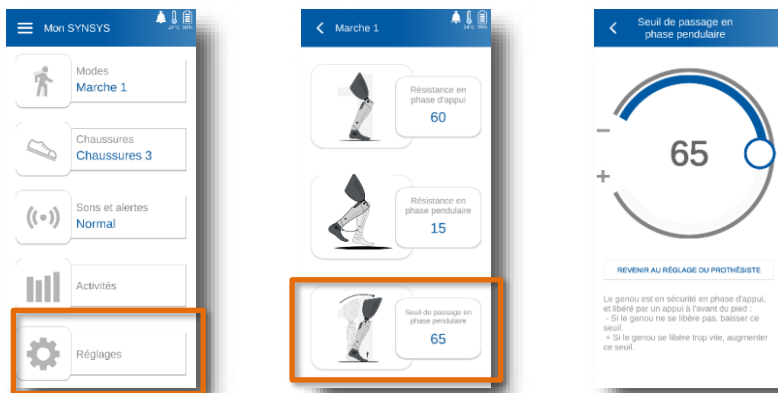 Mon SYNSYS
Modes
Marche 1
Chaussures
Chaussures 3
Sons et alertes
Normal
Activités
Réglages
Marche 1
Résistance en
phase d'appui
60
Résistance en
phase pendulaire
15
Seuil de passage en
phase pendulaire
65
Seuil de passage en
phase pendulaire
−
65
+
REVENIR AU RÉGLAGE DU PROTHÉSISTE
Le genou est en sécurité en phase d'appui,
et libéré par un appui à l'avant du pied :
- Si le genou ne se libère pas, baisser ce
seuil.
+ Si le genou se libère trop vite, augmenter
ce seuil.